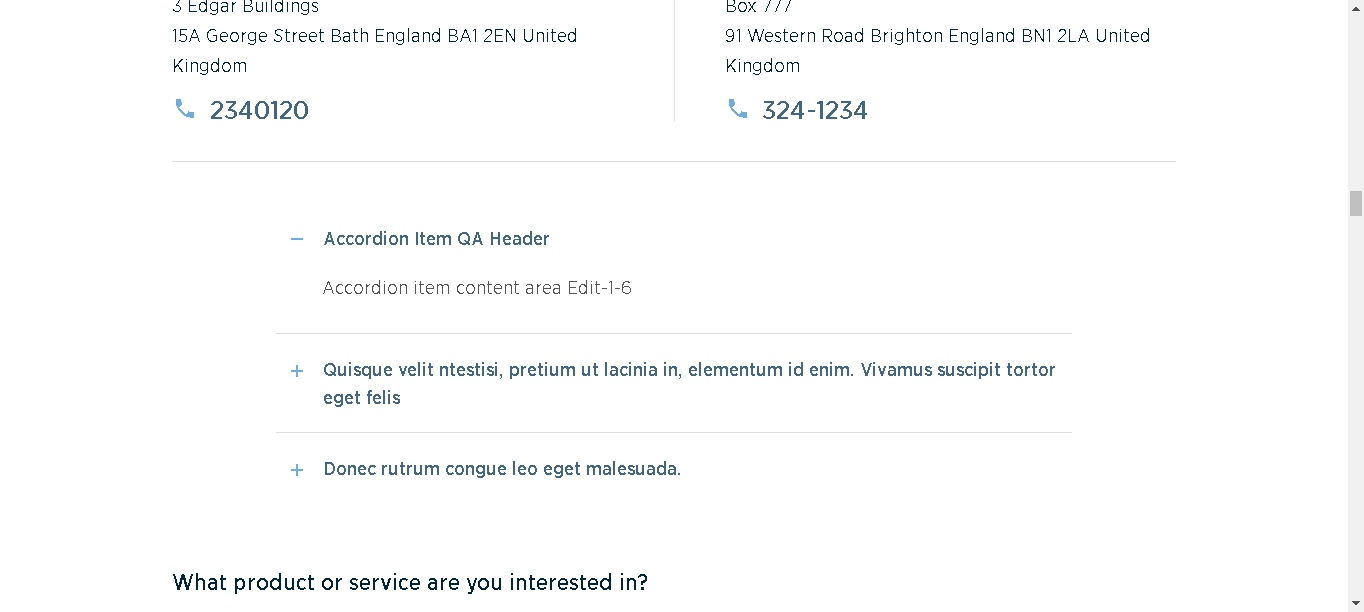 3 Edgar Buildings
15A George Street Bath England BA1 2EN United
Kingdom
2340120
Box 777
91 Western Road Brighton England BN1 2LA United
Kingdom
324-1234
Accordion Item QA Header
Accordion item content area Edit-1-6
Quisque velit ntestisi, pretium ut lacinia in, elementum id enim. Vivamus suscipit tortor
eget felis
Donec rutrum congue leo eget malesuada.
What product or service are you interested in?